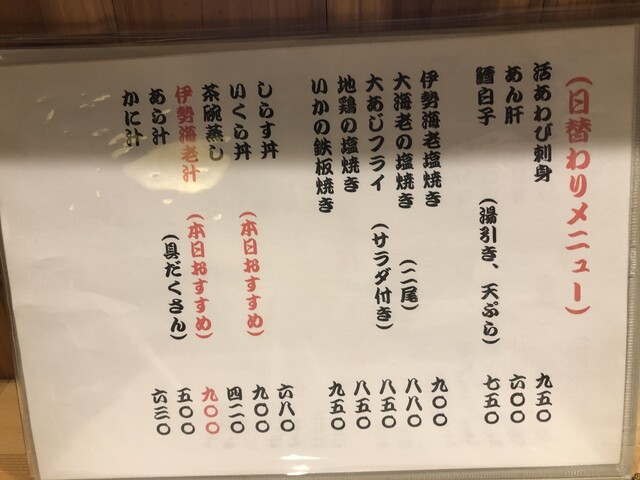 (日替わりメニュー)
活あわび刺身 九五〇
あん肝 六〇〇
鱈白子 (湯引き、天ぷら) 七五〇
伊勢海老塩焼き 九〇〇
大海老の塩焼き (二尾) 八八〇
大あじフライ (サラダ付き) 八五〇
地鶏の塩焼き 八五〇
いかの鉄板焼き 九五〇
しらす丼 六八〇
いくら丼 (本日おすすめ) 九〇〇
茶碗蒸し 四二〇
伊勢海老汁 (本日おすすめ) 九〇〇
あら汁 (具だくさん) 五〇〇
かに汁 六三〇